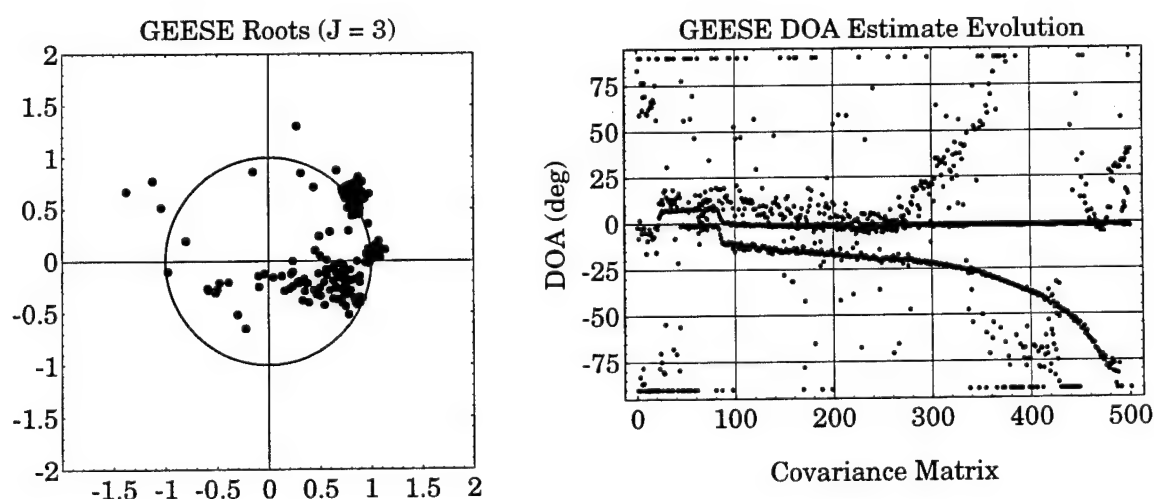 GEESE Roots (J = 3)
2
1.5
1
0.5
0
-0.5
-1
-1.5
-2
-1.5 -1 -0.5 0 0.5 1 1.5 2
GEESE DOA Estimate Evolution
DOA (deg)
75
50
25
0
-25
-50
-75
0 100 200 300 400 500
Covariance Matrix